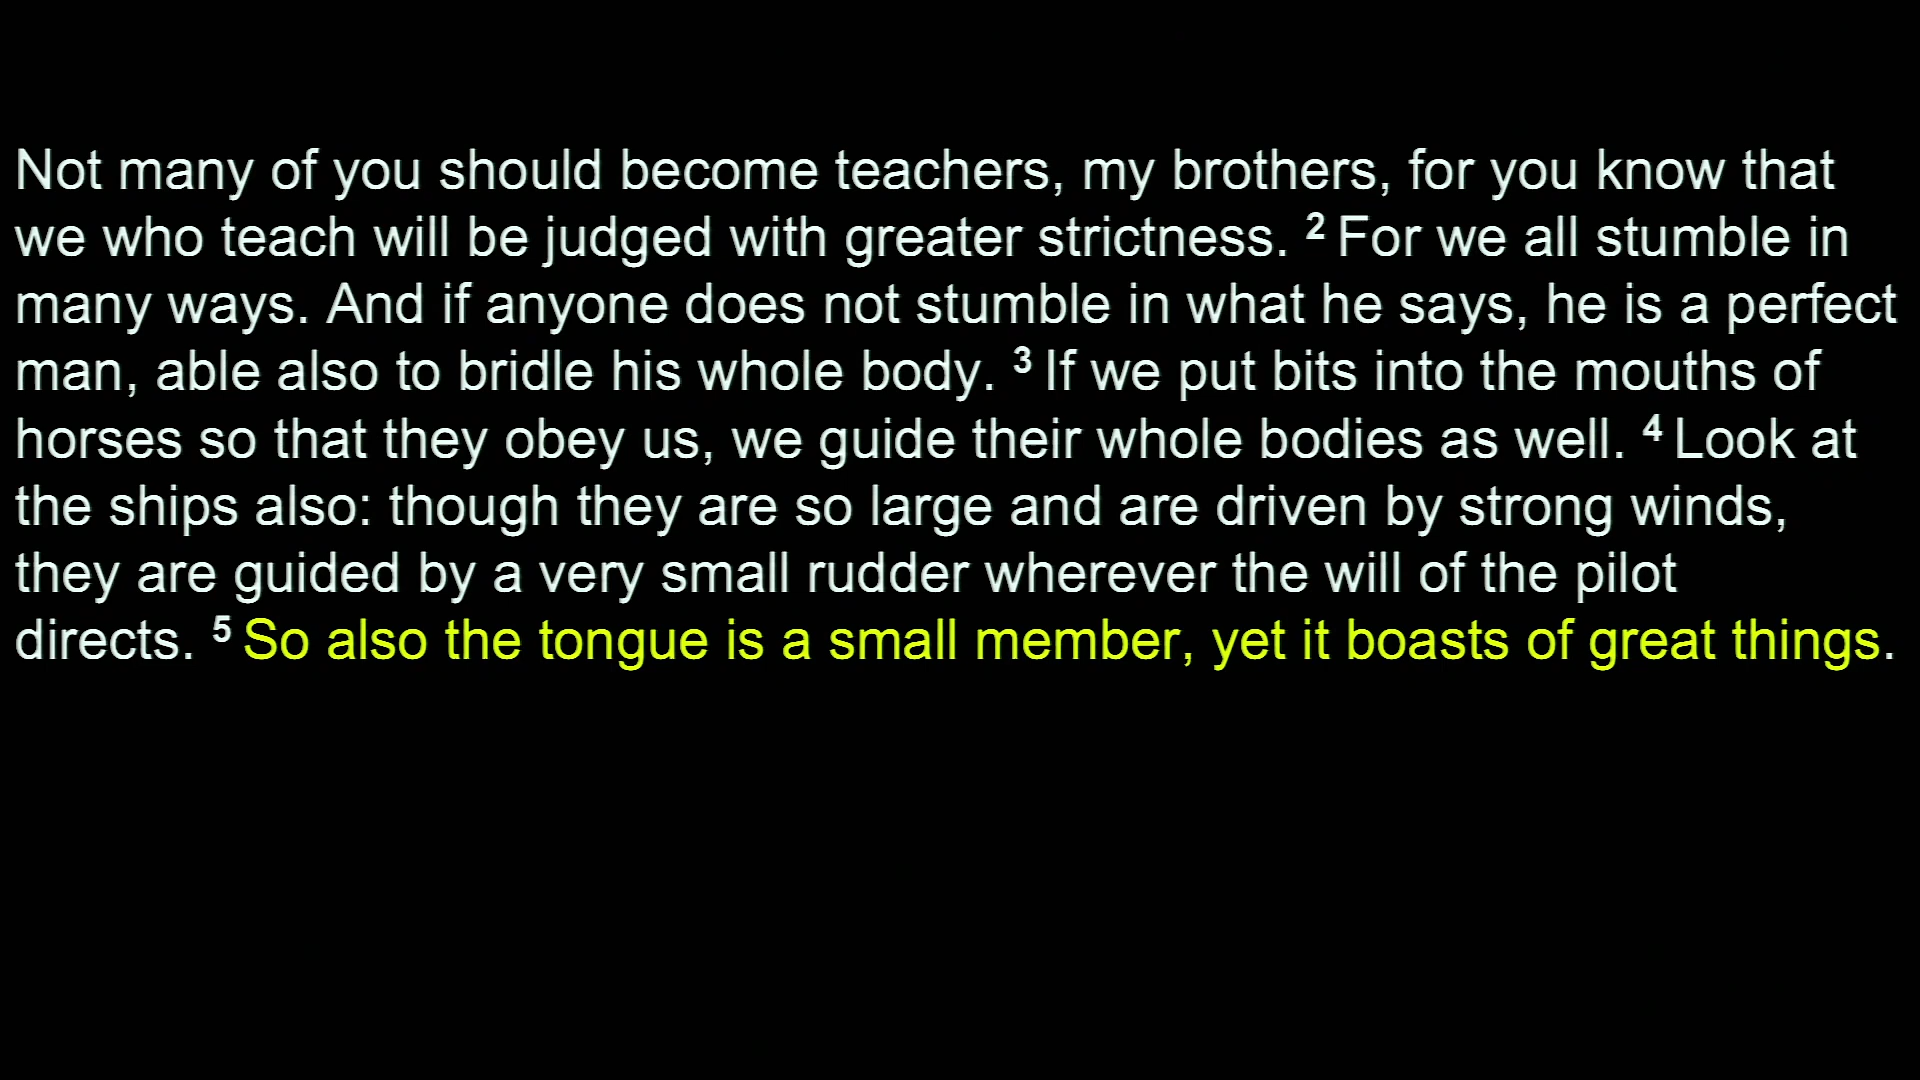 Not many of you should become teachers, my brothers, for you know that
we who teach will be judged with greater strictness. 2 For we all stumble in
many ways. And if anyone does not stumble in what he says, he is a perfect
man, able also to bridle his whole body. 3 If we put bits into the mouths of
horses so that they obey us, we guide their whole bodies as well. 4 Look at
the ships also: though they are so large and are driven by strong winds,
they are guided by a very small rudder wherever the will of the pilot
directs. 5 So also the tongue is a small member, yet it boasts of great things.